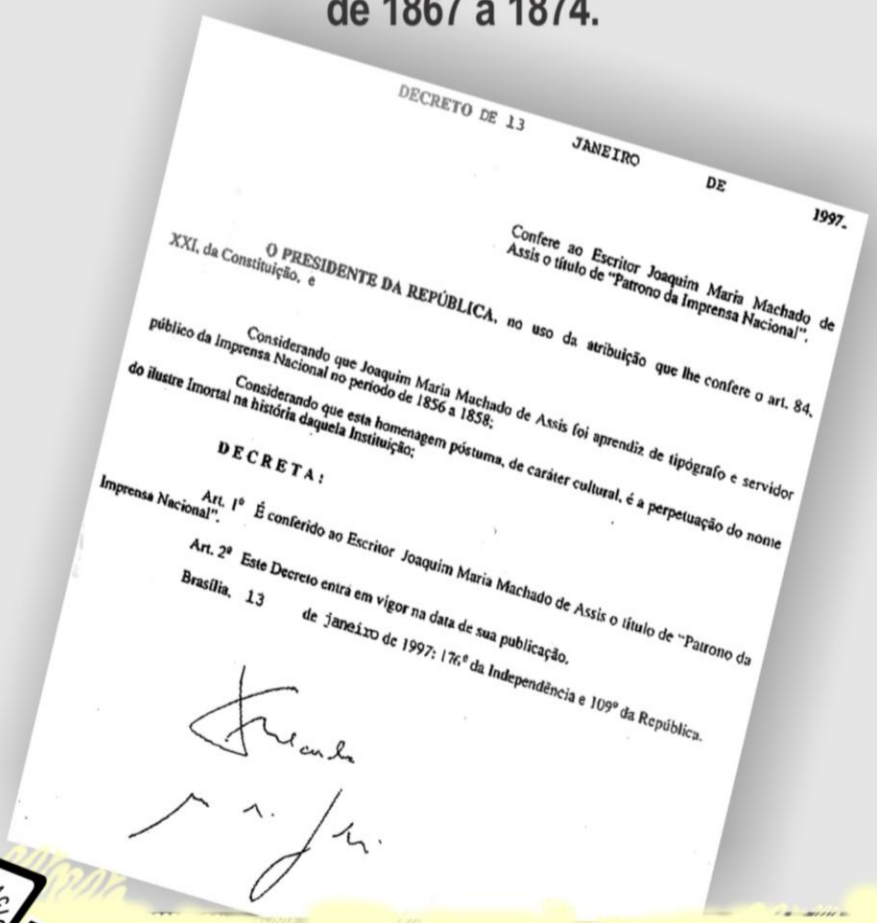 de 1867 a 1874.
DECRETO DE 13 JANEIRO DE 1997.
Confere ao Escritor Joaquim Maria Machado de
Assis o título de "Patrono da Imprensa Nacional".
O PRESIDENTE DA REPÚBLICA, no uso da atribuição que lhe confere o art. 84,
XXI, da Constituição, e
Considerando que Joaquim Maria Machado de Assis foi aprendiz de tipógrafo e servidor
público da Imprensa Nacional no período de 1856 a 1858;
Considerando que esta homenagem póstuma, de caráter cultural, é a perpetuação do nome
do ilustre Imortal na história daquela Instituição;
DECRETA:
Art. 1º É conferido ao Escritor Joaquim Maria Machado de Assis o título de "Patrono da
Imprensa Nacional".
Art. 2º Este Decreto entra em vigor na data de sua publicação.
Brasília, 13 de janeiro de 1997; 176º da Independência e 109º da República.